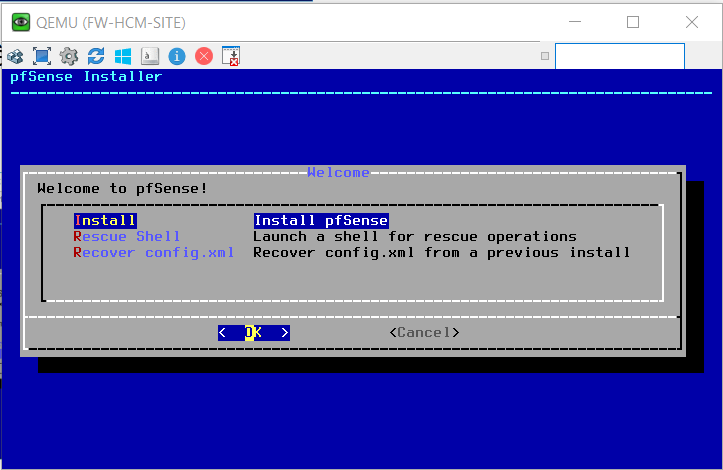 QEMU (FW-HCM-SITE)
pfSense Installer
Welcome
Welcome to pfSense!
Install Install pfSense
Rescue Shell Launch a shell for rescue operations
Recover config.xml Recover config.xml from a previous install
< OK > <Cancel>